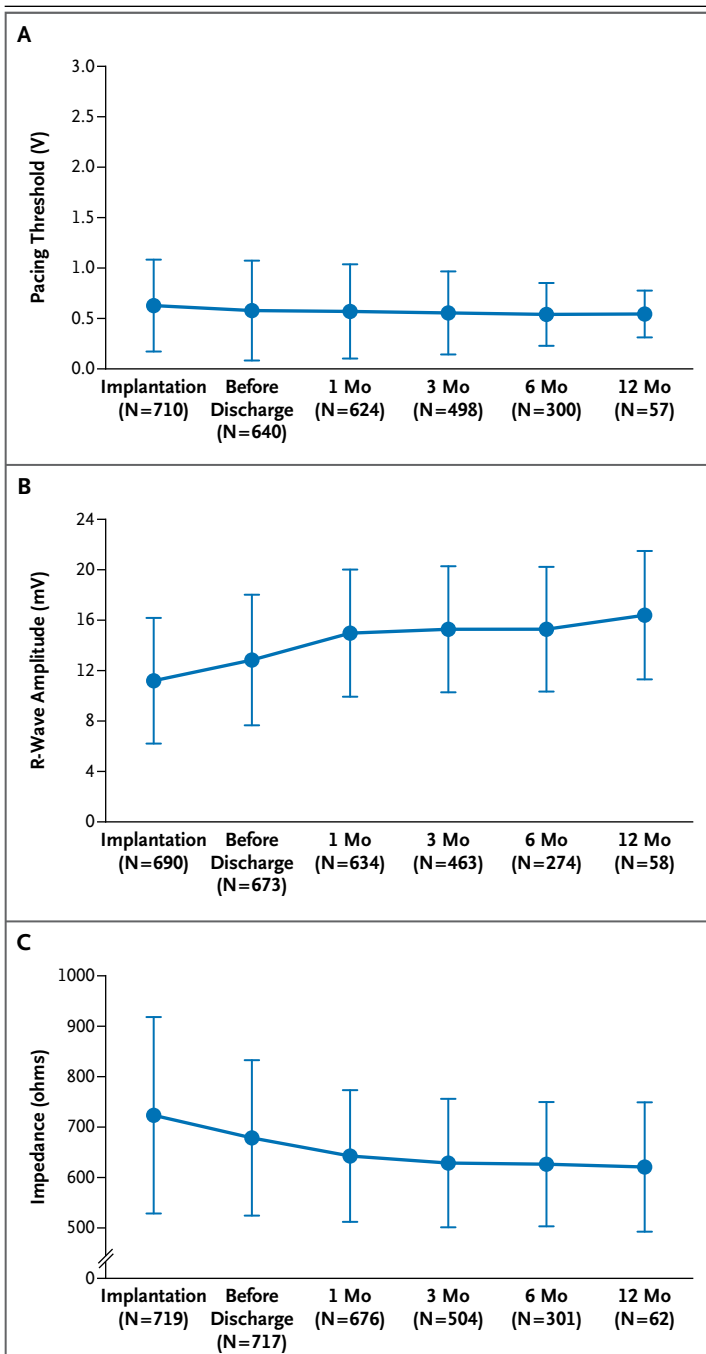 A
3.0
2.5
2.0
1.5
1.0
0.5
0.0
Pacing Threshold (V)
Implantation
(N=710)
Before
Discharge
(N=640)
1 Mo
(N=624)
3 Mo
(N=498)
6 Mo
(N=300)
12 Mo
(N=57)
B
24
20
16
12
8
4
0
R-Wave Amplitude (mV)
Implantation
(N=690)
Before
Discharge
(N=673)
1 Mo
(N=634)
3 Mo
(N=463)
6 Mo
(N=274)
12 Mo
(N=58)
C
1000
900
800
700
600
500
0
Impedance (ohms)
Implantation
(N=719)
Before
Discharge
(N=717)
1 Mo
(N=676)
3 Mo
(N=504)
6 Mo
(N=301)
12 Mo
(N=62)